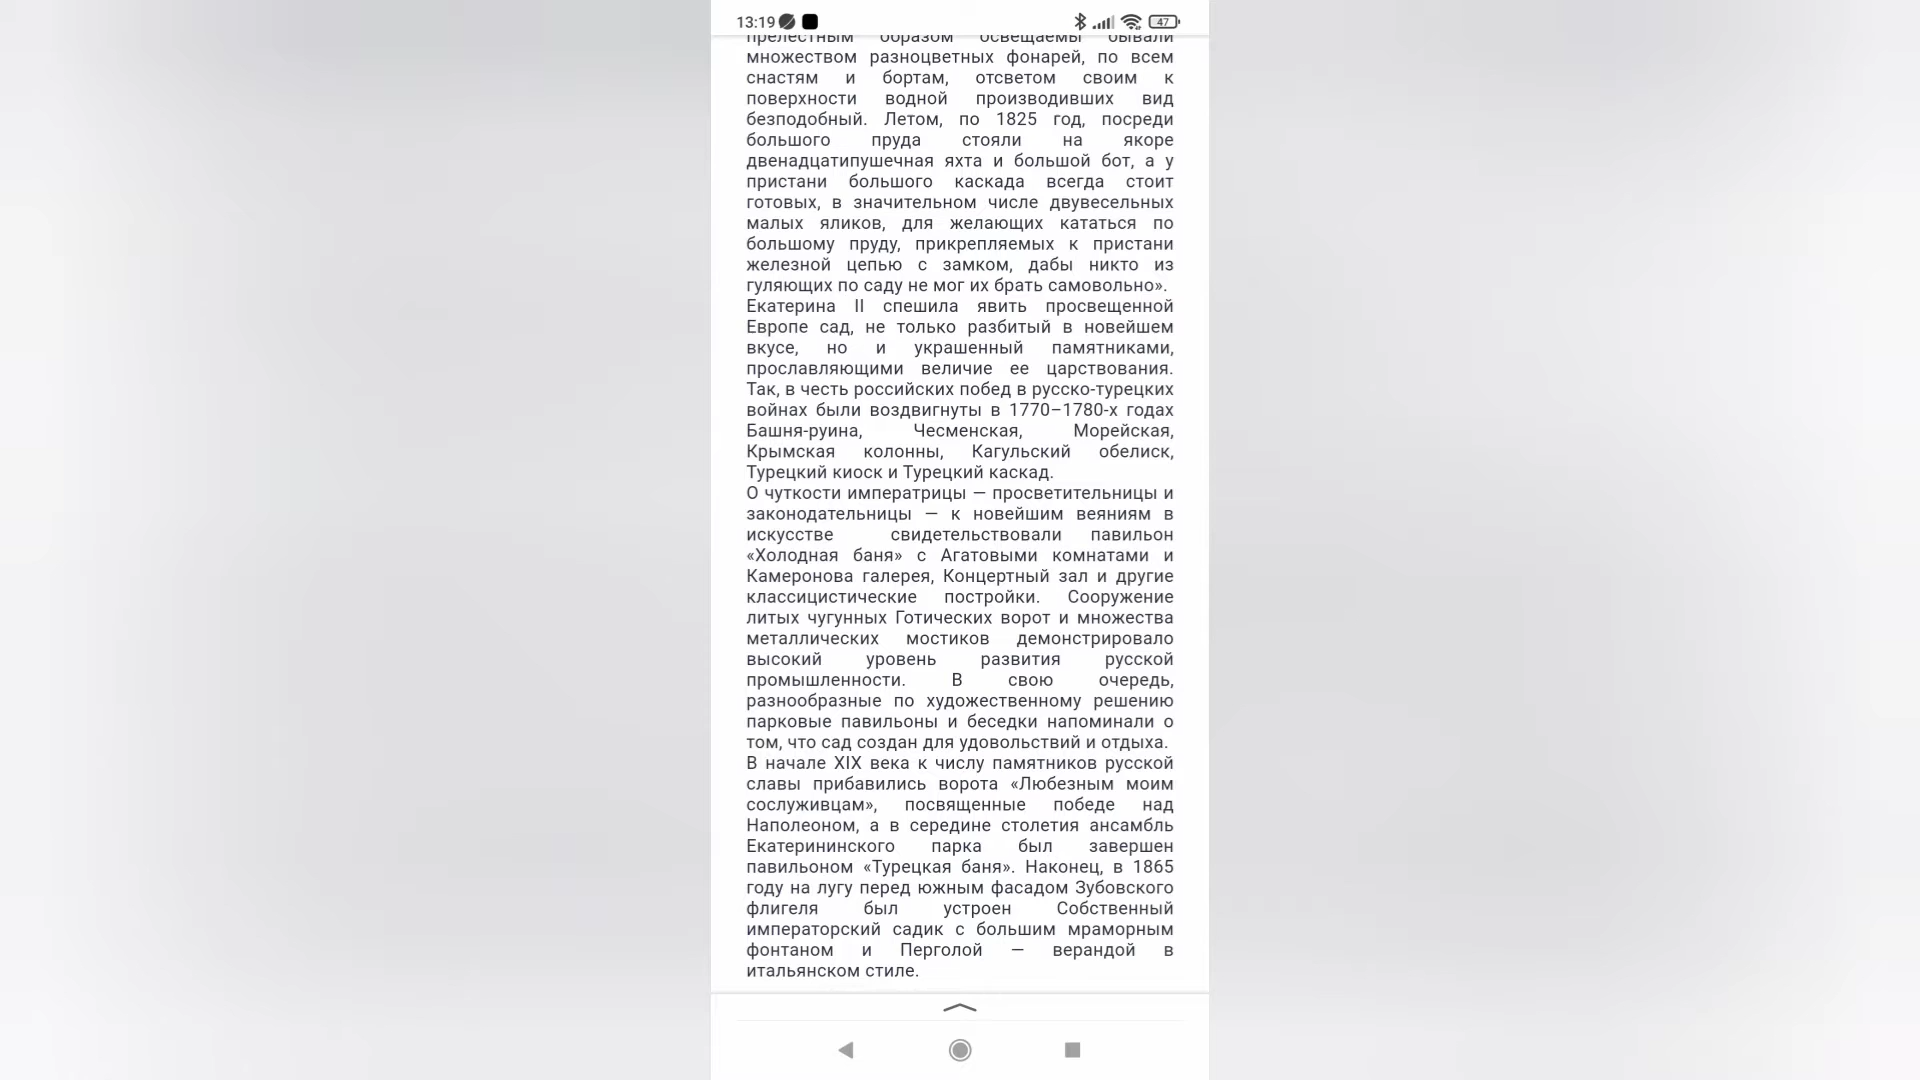 13:19
47
прелестным образом освещаемы бывали
множеством разноцветных фонарей, по всем
снастям и бортам, отсветом своим к
поверхности водной производивших вид
безподобный. Летом, по 1825 год, посреди
большого пруда стояли на якоре
двенадцатипушечная яхта и большой бот, а у
пристани большого каскада всегда стоит
готовых, в значительном числе двувесельных
малых яликов, для желающих кататься по
большому пруду, прикрепляемых к пристани
железной цепью с замком, дабы никто из
гуляющих по саду не мог их брать самовольно».
Екатерина II спешила явить просвещенной
Европе сад, не только разбитый в новейшем
вкусе, но и украшенный памятниками,
прославляющими величие ее царствования.
Так, в честь российских побед в русско-турецких
войнах были воздвигнуты в 1770–1780-х годах
Башня-руина, Чесменская, Морейская,
Крымская колонны, Кагульский обелиск,
Турецкий киоск и Турецкий каскад.
О чуткости императрицы — просветительницы и
законодательницы — к новейшим веяниям в
искусстве свидетельствовали павильон
«Холодная баня» с Агатовыми комнатами и
Камеронова галерея, Концертный зал и другие
классицистические постройки. Сооружение
литых чугунных Готических ворот и множества
металлических мостиков демонстрировало
высокий уровень развития русской
промышленности. В свою очередь,
разнообразные по художественному решению
парковые павильоны и беседки напоминали о
том, что сад создан для удовольствий и отдыха.
В начале XIX века к числу памятников русской
славы прибавились ворота «Любезным моим
сослуживцам», посвященные победе над
Наполеоном, а в середине столетия ансамбль
Екатерининского парка был завершен
павильоном «Турецкая баня». Наконец, в 1865
году на лугу перед южным фасадом Зубовского
флигеля был устроен Собственный
императорский садик с большим мраморным
фонтаном и Перголой — верандой в
итальянском стиле.